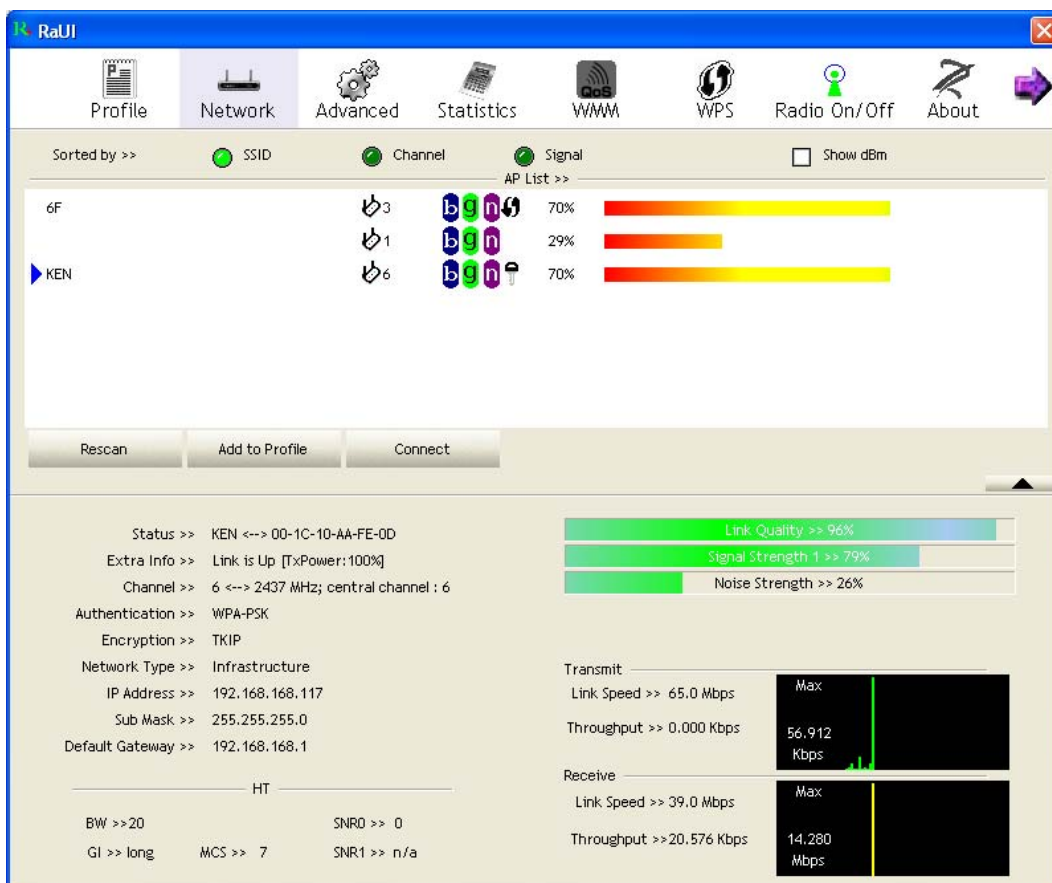 RaUI
Profile Network Advanced Statistics QoS WMM WPS Radio On/Off About
Sorted by >> SSID Channel Signal Show dBm
AP List >>
6F 3 b g n 70%
1 b g n 29%
KEN 6 b g n 70%
Rescan Add to Profile Connect
Status >> KEN <--> 00-1C-10-AA-FE-0D
Extra Info >> Link is Up [TxPower:100%]
Channel >> 6 <--> 2437 MHz; central channel : 6
Authentication >> WPA-PSK
Encryption >> TKIP
Network Type >> Infrastructure
IP Address >> 192.168.168.117
Sub Mask >> 255.255.255.0
Default Gateway >> 192.168.168.1
HT
BW >>20 SNR0 >> 0
GI >> long MCS >> 7 SNR1 >> n/a
Link Quality >> 96%
Signal Strength 1 >> 79%
Noise Strength >> 26%
Transmit
Link Speed >> 65.0 Mbps
Throughput >> 0.000 Kbps
Max
56.912
Kbps
Receive
Link Speed >> 39.0 Mbps
Throughput >>20.576 Kbps
Max
14.280
Mbps